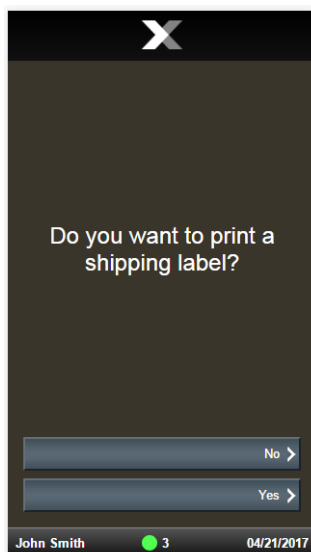 Do you want to print a
shipping label?
No
Yes
John Smith 3 04/21/2017